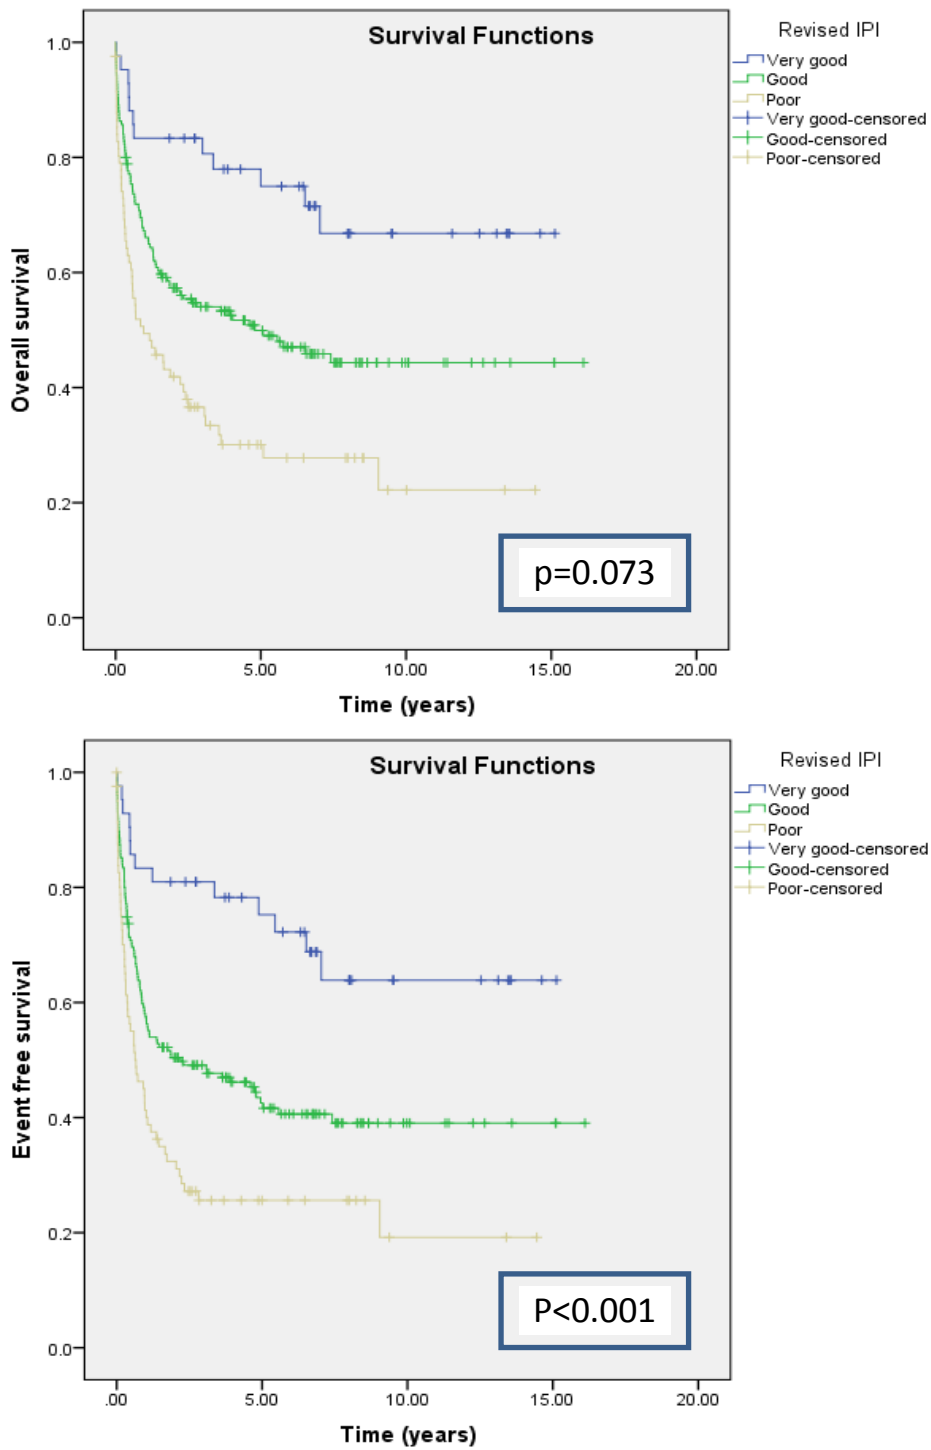 Survival Functions
Revised IPI
Very good
Good
Poor
Very good-censored
Good-censored
Poor-censored
1.0
0.8
0.6
0.4
0.2
0.0
Overall survival
p=0.073
.00 5.00 10.00 15.00 20.00
Time (years)
Survival Functions
Revised IPI
Very good
Good
Poor
Very good-censored
Good-censored
Poor-censored
1.0
0.8
0.6
0.4
0.2
0.0
Event free survival
P<0.001
.00 5.00 10.00 15.00 20.00
Time (years)